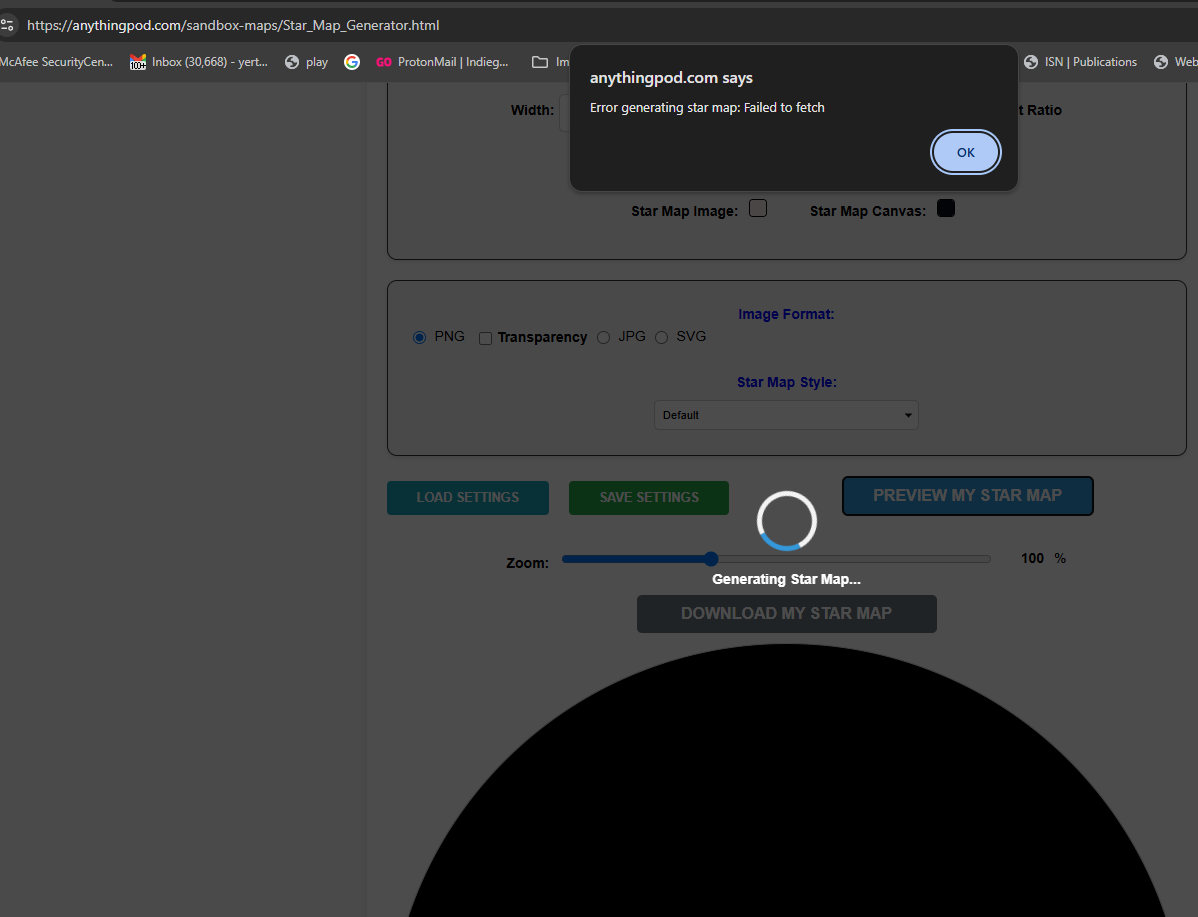 https://anythingpod.com/sandbox-maps/Star_Map_Generator.html
McAfee SecurityCen...
100+
Inbox (30,668) - yert...
play
G
GO ProtonMail | Indieg...
Im
ISN | Publications
Web
anythingpod.com says
Error generating star map: Failed to fetch
OK
Width:
t Ratio
Star Map Image:
Star Map Canvas:
Image Format:
PNG
Transparency
JPG
SVG
Star Map Style:
Default
LOAD SETTINGS
SAVE SETTINGS
PREVIEW MY STAR MAP
Zoom:
100 %
Generating Star Map...
DOWNLOAD MY STAR MAP